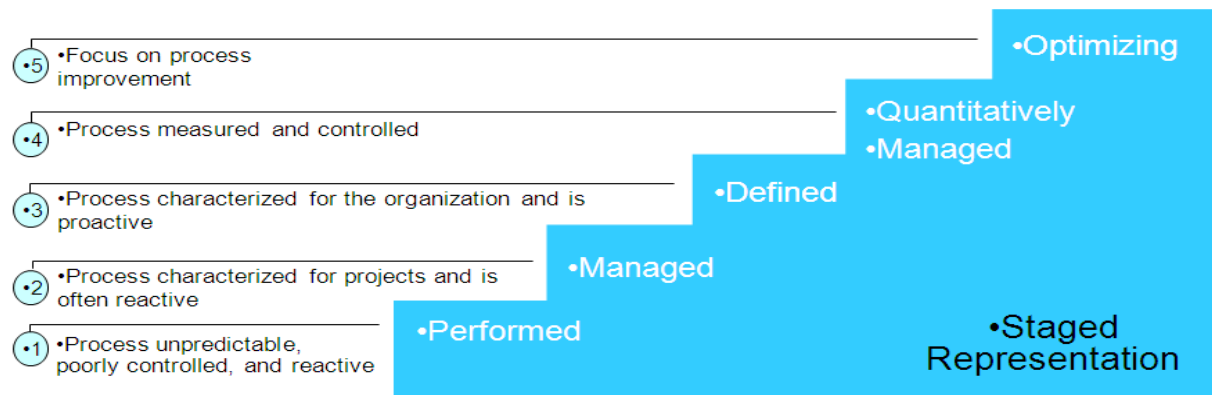 •5
•Focus on process
improvement
•Optimizing
•4
•Process measured and controlled
•Quantitatively
•Managed
•3
•Process characterized for the organization and is
proactive
•Defined
•2
•Process characterized for projects and is
often reactive
•Managed
•1
•Process unpredictable,
poorly controlled, and reactive
•Performed
•Staged
Representation